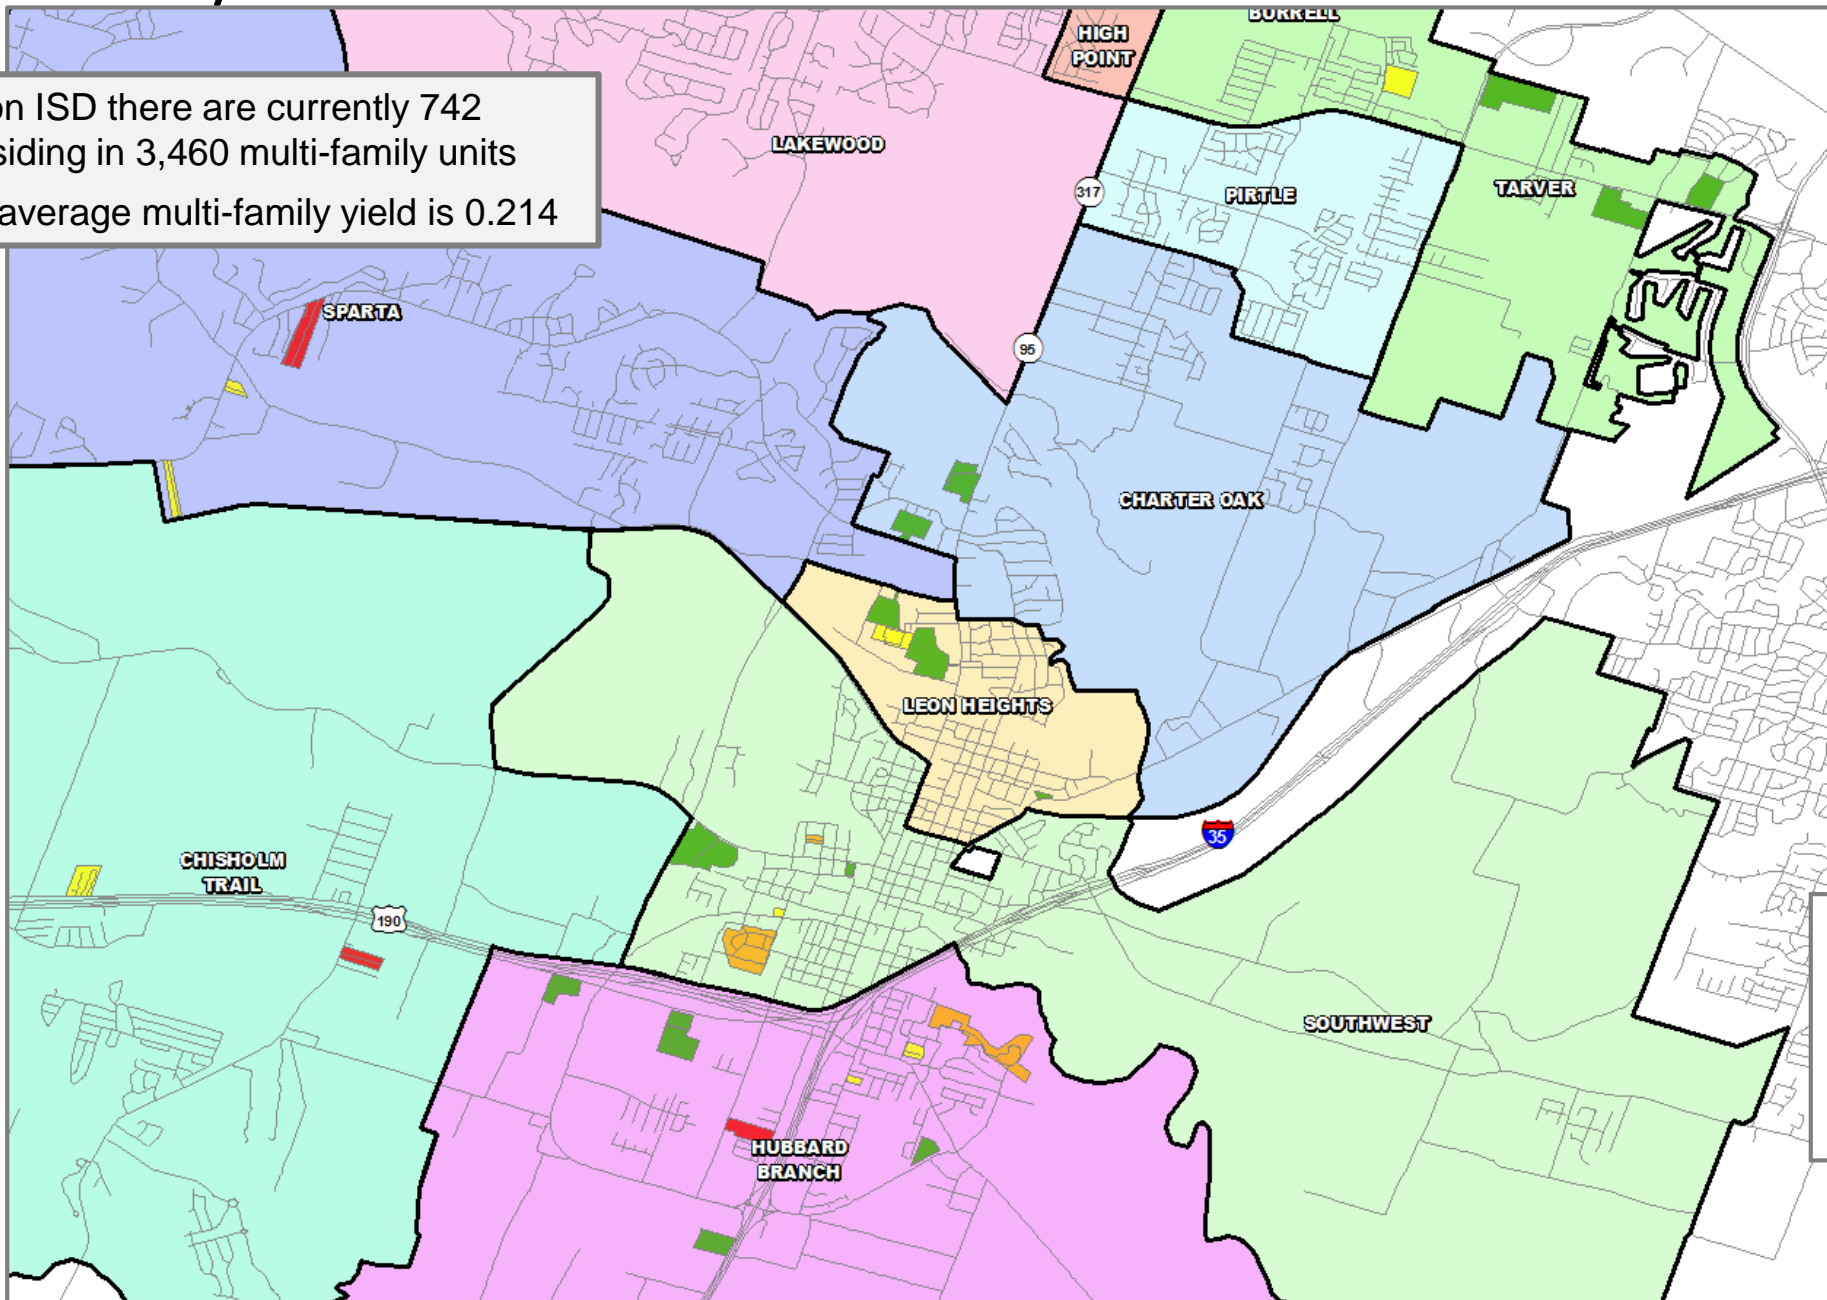 BURRELL
HIGH
POINT
on ISD there are currently 742
siding in 3,460 multi-family units
average multi-family yield is 0.214
LAKEWOOD
317
PIRTLE
TARVER
SPARTA
95
CHARTER OAK
LEON HEIGHTS
35
CHISHOLM
TRAIL
190
SOUTHWEST
HUBBARD
BRANCH